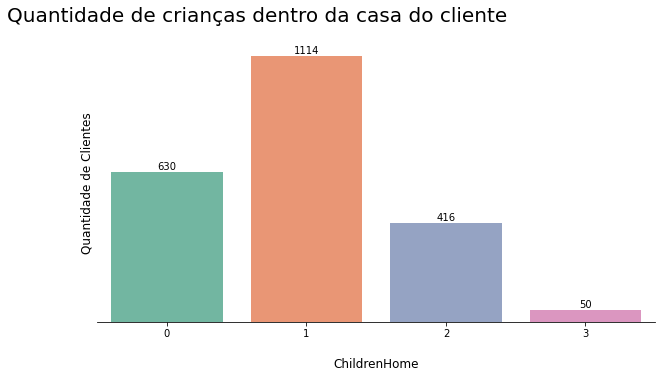 Quantidade de crianças dentro da casa do cliente
1114
630
416
50
Quantidade de Clientes
0 1 2 3
ChildrenHome